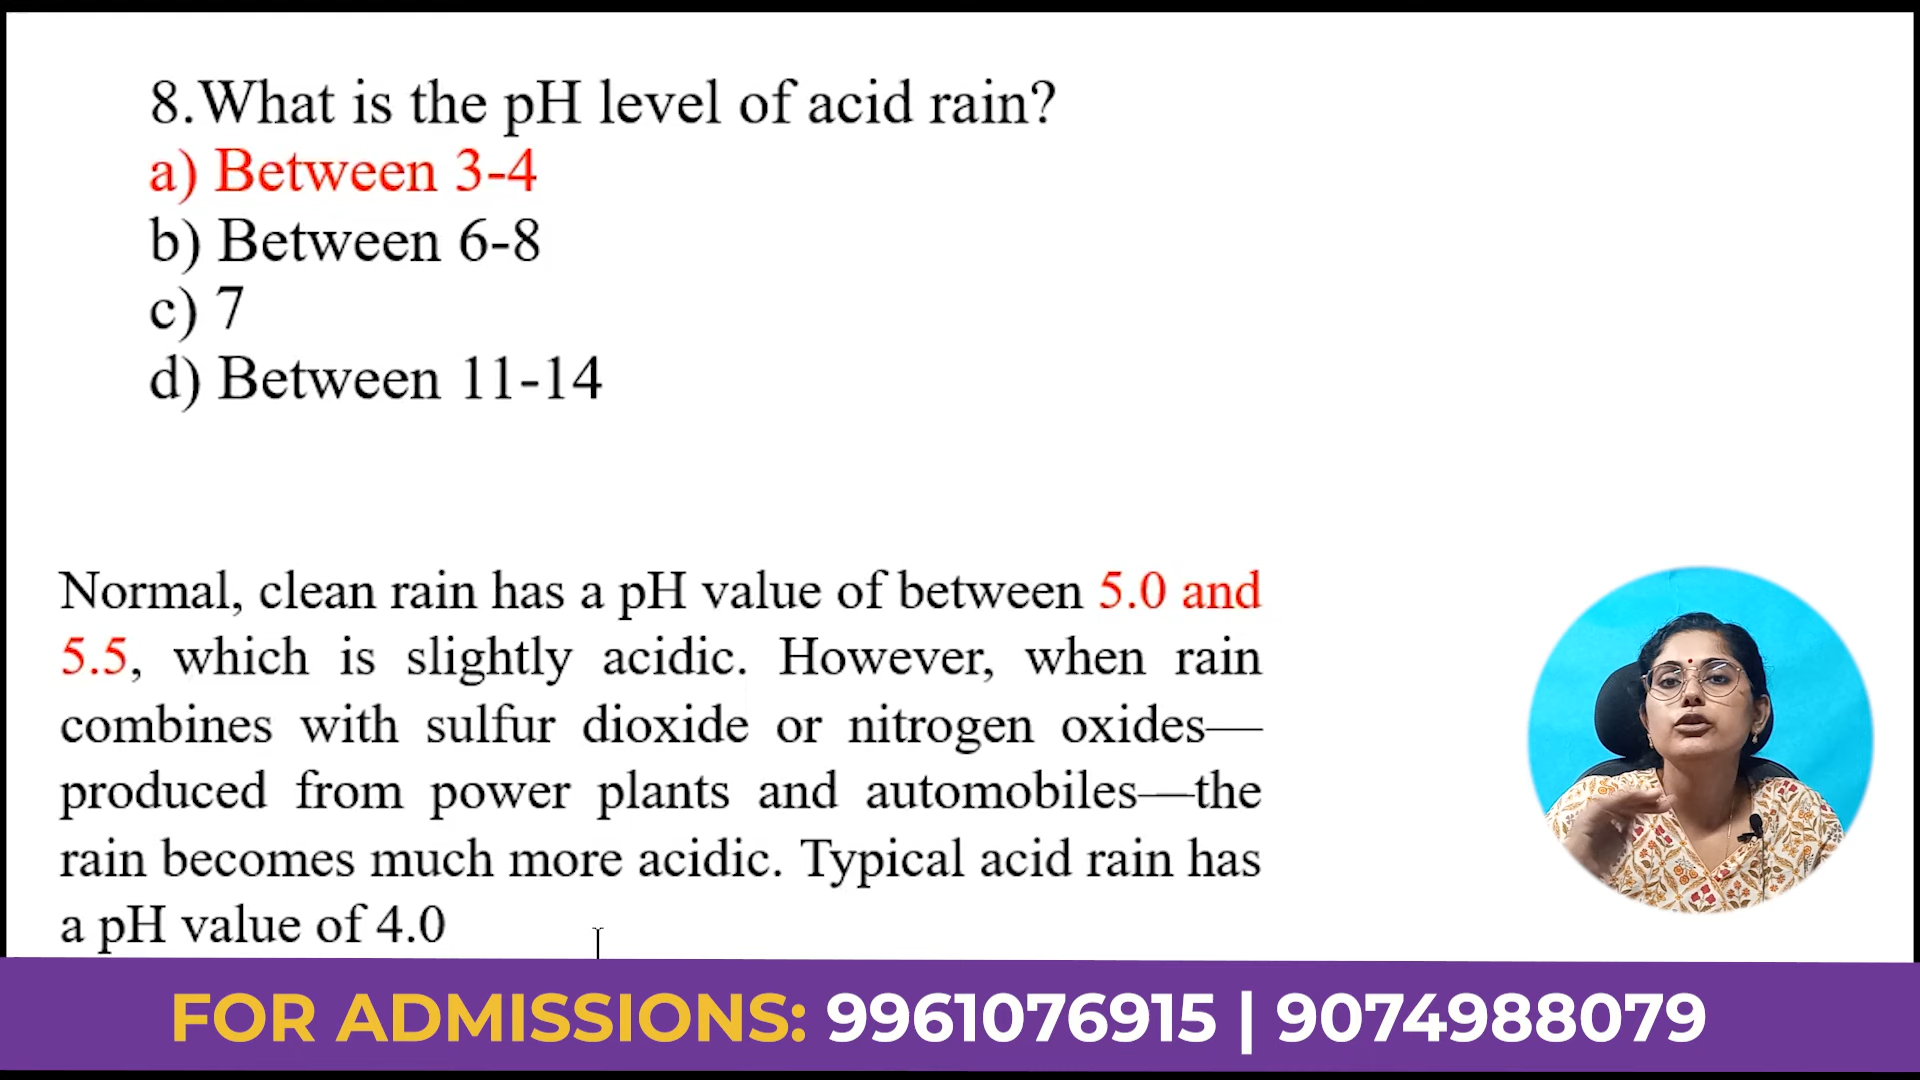 8.What is the pH level of acid rain?
a) Between 3-4
b) Between 6-8
c) 7
d) Between 11-14
Normal, clean rain has a pH value of between 5.0 and
5.5, which is slightly acidic. However, when rain
combines with sulfur dioxide or nitrogen oxides—
produced from power plants and automobiles—the
rain becomes much more acidic. Typical acid rain has
a pH value of 4.0
FOR ADMISSIONS: 9961076915 | 9074988079